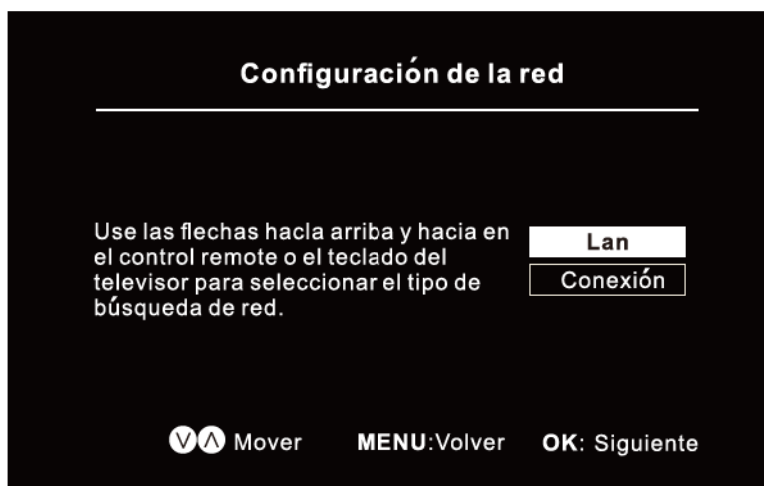 Configuración de la red
Use las flechas hacla arriba y hacia en
el control remote o el teclado del
televisor para seleccionar el tipo de
búsqueda de red.
Lan
Conexión
Mover MENU:Volver OK: Siguiente